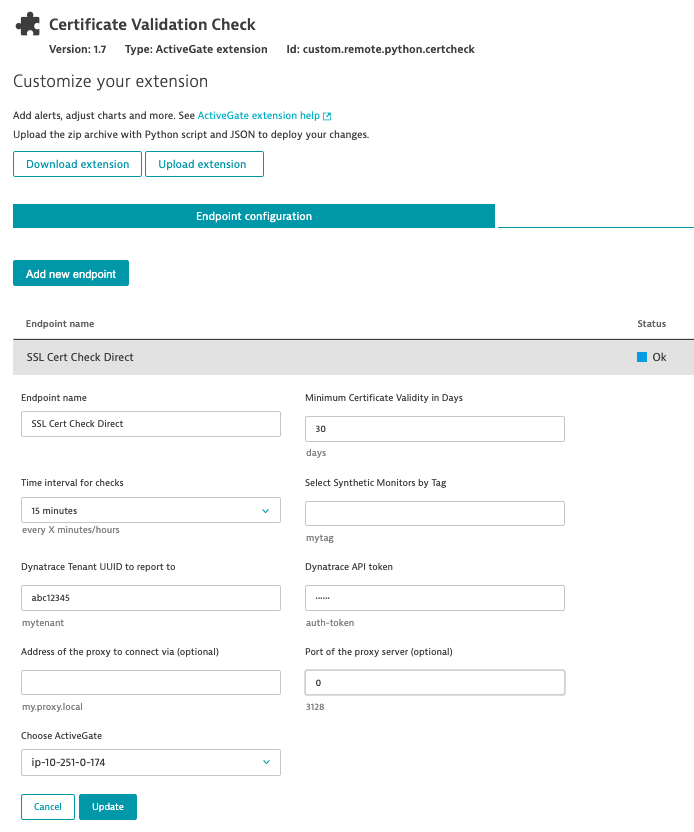 Certificate Validation Check
Version: 1.7 Type: ActiveGate extension Id: custom.remote.python.certcheck
Customize your extension
Add alerts, adjust charts and more. See ActiveGate extension help
Upload the zip archive with Python script and JSON to deploy your changes.
Download extension Upload extension
Endpoint configuration
Add new endpoint
Endpoint name Status
SSL Cert Check Direct Ok
Endpoint name Minimum Certificate Validity in Days
SSL Cert Check Direct 30
days
Time interval for checks Select Synthetic Monitors by Tag
15 minutes
every X minutes/hours mytag
Dynatrace Tenant UUID to report to Dynatrace API token
abc12345 ······
mytenant auth-token
Address of the proxy to connect via (optional) Port of the proxy server (optional)
0
my.proxy.local 3128
Choose ActiveGate
ip-10-251-0-174
Cancel Update